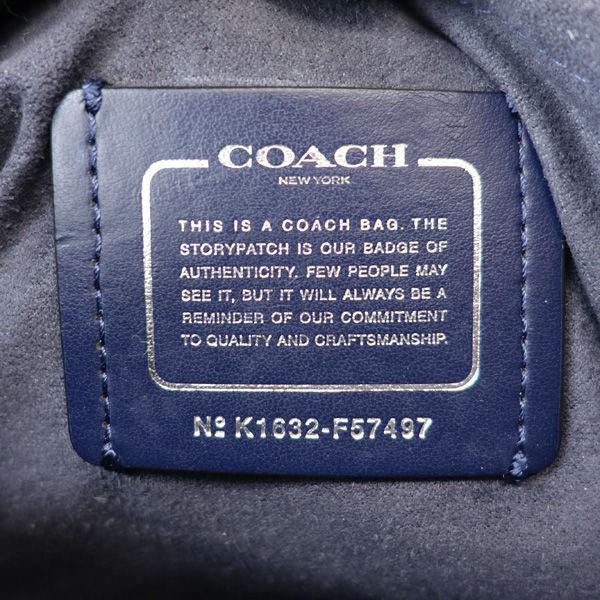 COACH
NEW YORK
THIS IS A COACH BAG. THE
STORYPATCH IS OUR BADGE OF
AUTHENTICITY. FEW PEOPLE MAY
SEE IT, BUT IT WILL ALWAYS BE A
REMINDER OF OUR COMMITMENT
TO QUALITY AND CRAFTSMANSHIP.
Nº K1632-F57497